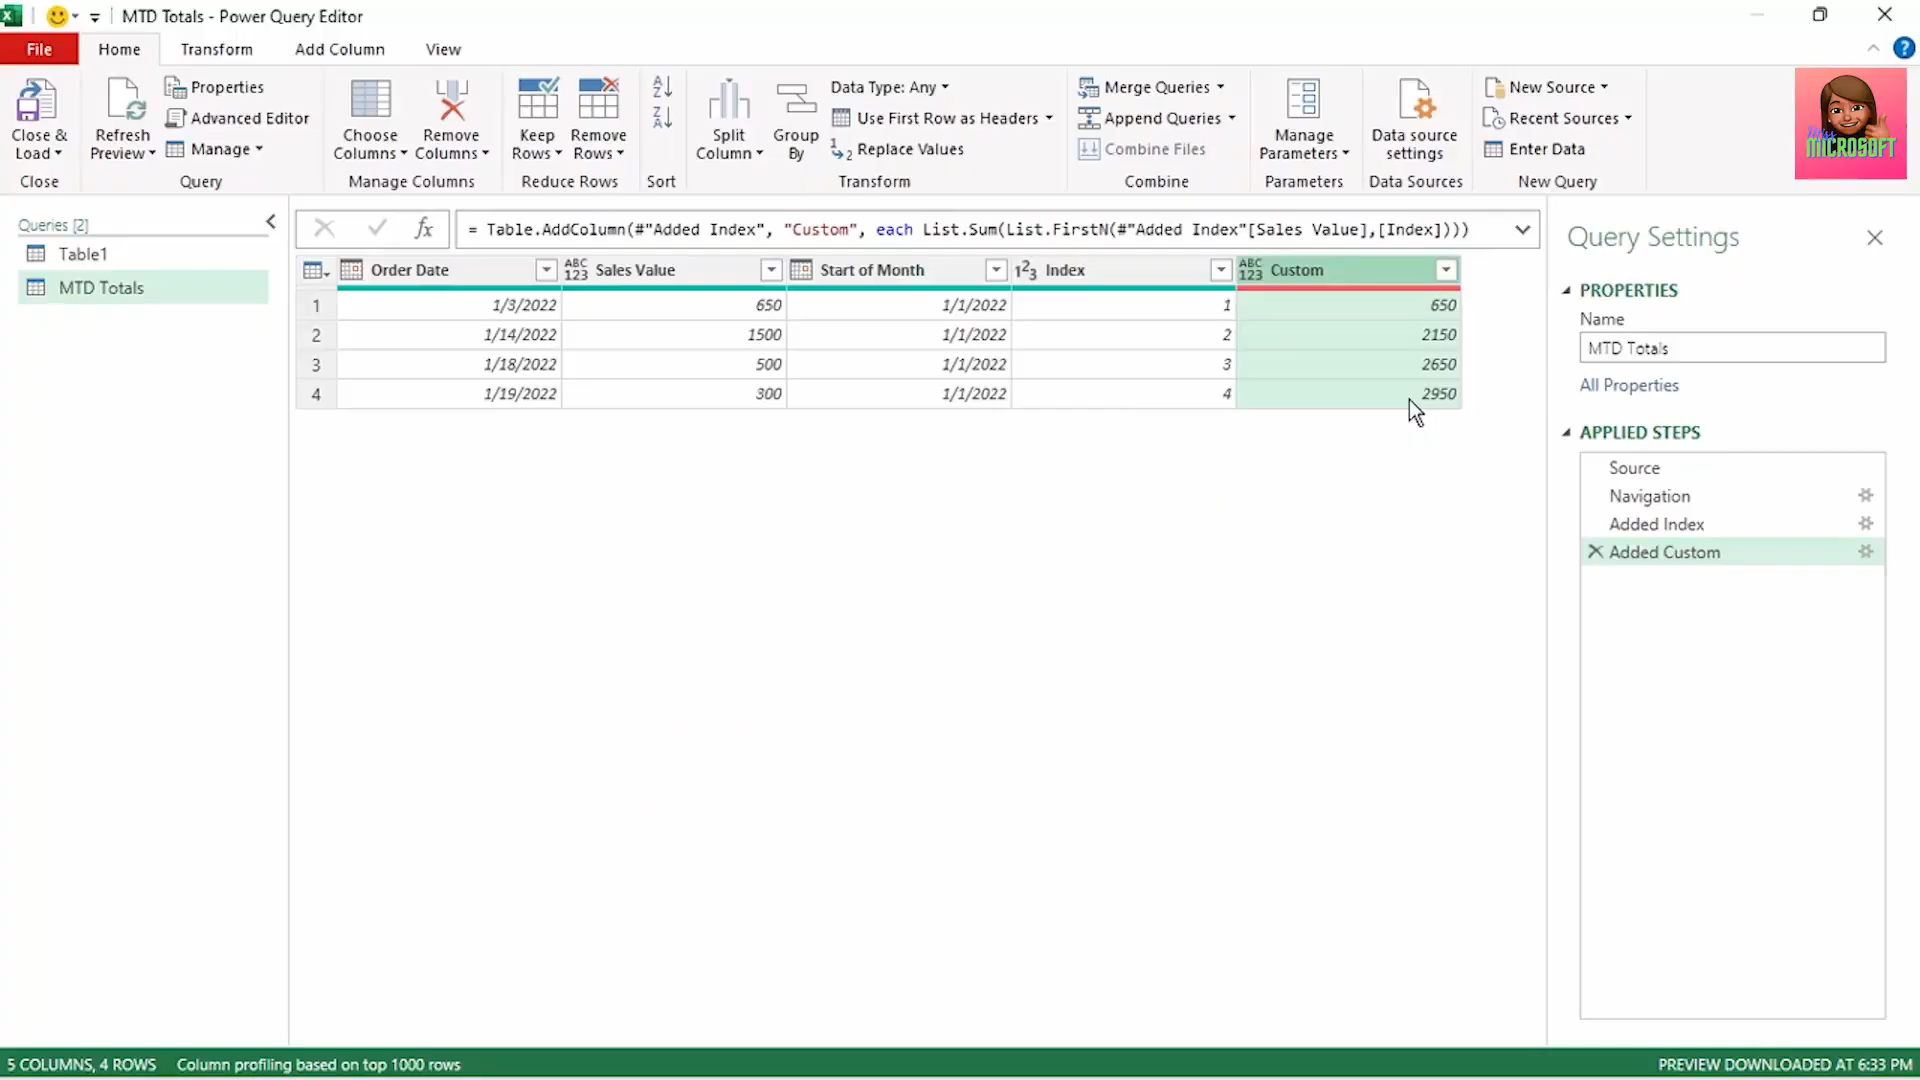 MTD Totals - Power Query Editor
File Home Transform Add Column View
Close & Load
Close
Refresh Preview
Properties
Advanced Editor
Manage
Query
Choose Columns
Remove Columns
Manage Columns
Keep Rows
Remove Rows
Reduce Rows
Sort
Split Column
Group By
Data Type: Any
Use First Row as Headers
Replace Values
Transform
Merge Queries
Append Queries
Combine Files
Combine
Manage Parameters
Parameters
Data source settings
Data Sources
New Source
Recent Sources
Enter Data
New Query
Miss
MICROSOFT
Queries [2]
Table1
MTD Totals
fx = Table.AddColumn(#"Added Index", "Custom", each List.Sum(List.FirstN(#"Added Index"[Sales Value],[Index])))
Order Date ABC 123 Sales Value Start of Month 123 Index ABC 123 Custom
1 1/3/2022 650 1/1/2022 1 650
2 1/14/2022 1500 1/1/2022 2 2150
3 1/18/2022 500 1/1/2022 3 2650
4 1/19/2022 300 1/1/2022 4 2950
Query Settings
PROPERTIES
Name
MTD Totals
All Properties
APPLIED STEPS
Source
Navigation
Added Index
Added Custom
5 COLUMNS, 4 ROWS Column profiling based on top 1000 rows
PREVIEW DOWNLOADED AT 6:33 PM